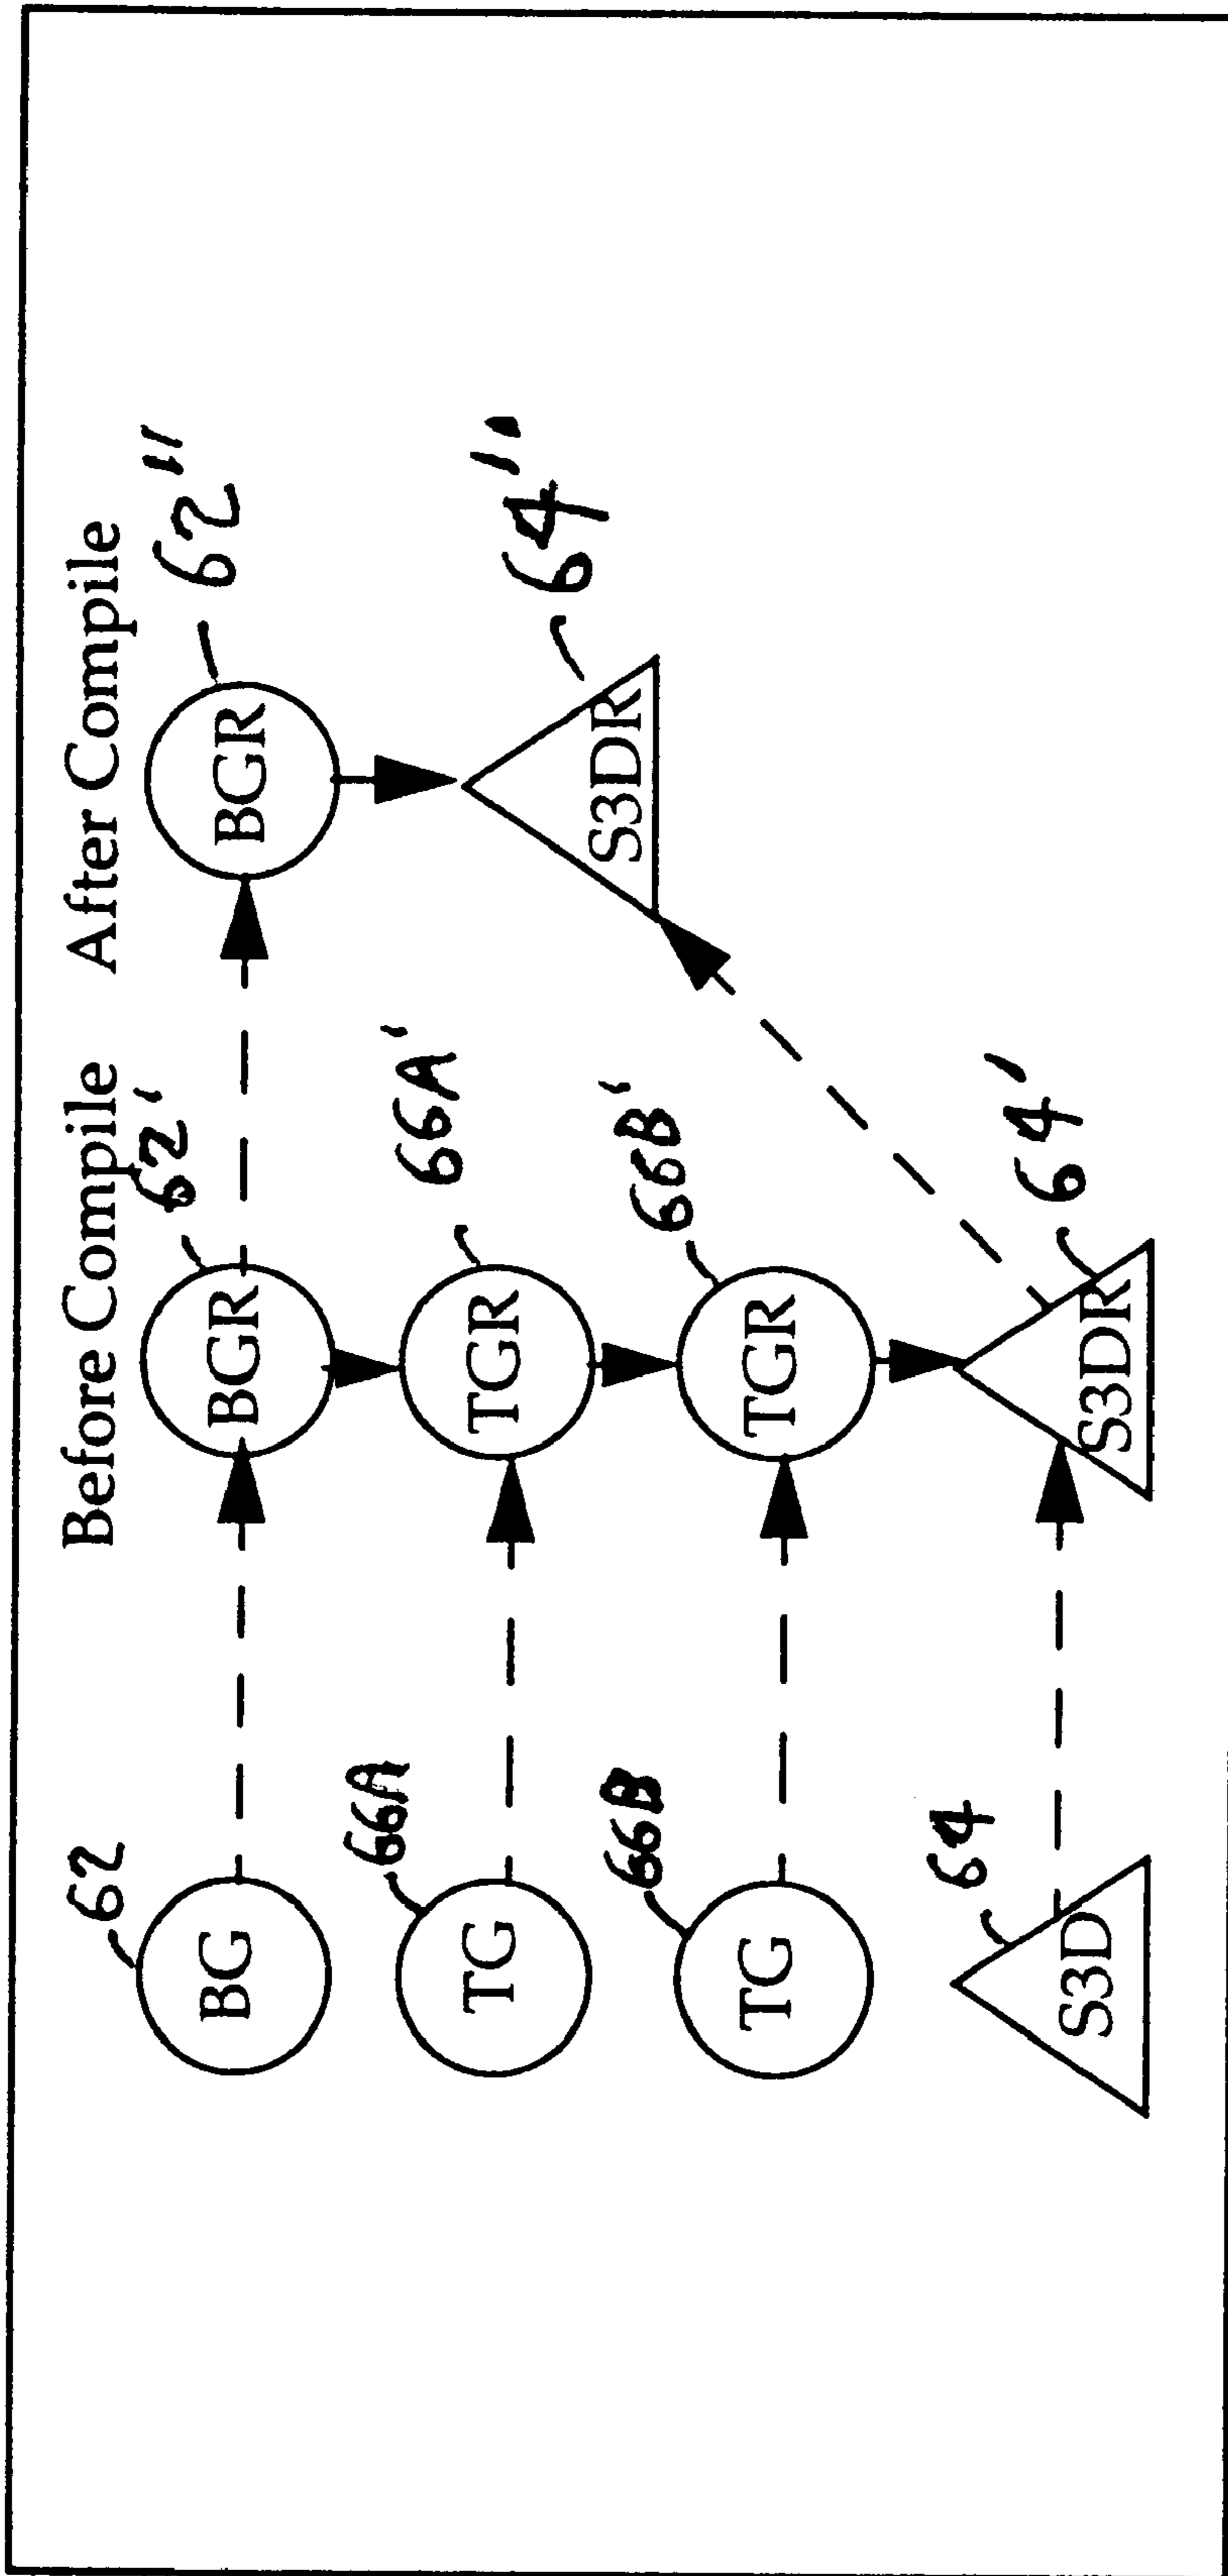 Before Compile After Compile
62 62' 62"
BG BGR BGR
66A 66A'
TG TGR
64"
S3DR
66B 66B'
TG TGR
64 64'
S3D S3DR